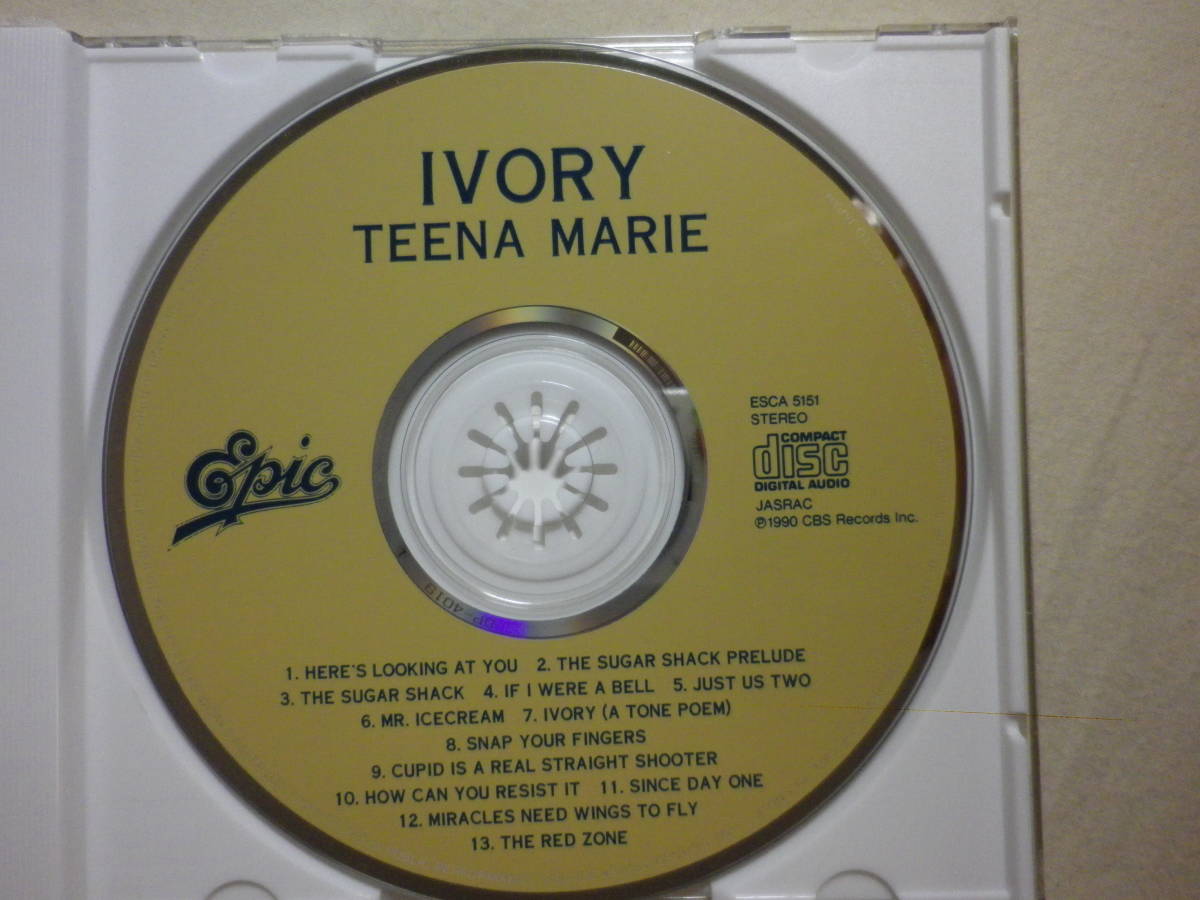 IVORY
TEENA MARIE
Epic
ESCA 5151
STEREO
COMPACT
disc
DIGITAL AUDIO
JASRAC
℗1990 CBS Records Inc.
1. HERE'S LOOKING AT YOU 2. THE SUGAR SHACK PRELUDE
3. THE SUGAR SHACK 4. IF I WERE A BELL 5. JUST US TWO
6. MR. ICECREAM 7. IVORY (A TONE POEM)
8. SNAP YOUR FINGERS
9. CUPID IS A REAL STRAIGHT SHOOTER
10. HOW CAN YOU RESIST IT 11. SINCE DAY ONE
12. MIRACLES NEED WINGS TO FLY
13. THE RED ZONE